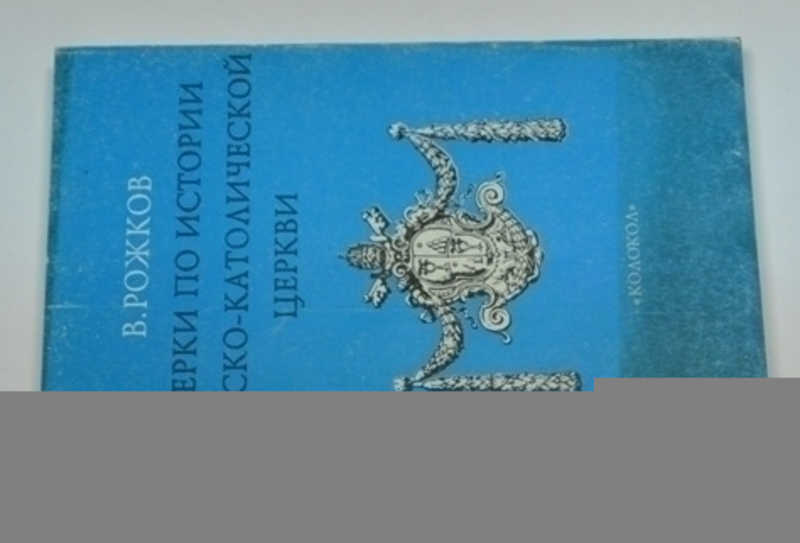 В. РОЖКОВ
ЕРКИ ПО ИСТОРИИ
СКО-КАТОЛИЧЕСКОЙ
ЦЕРКВИ
«КОЛОКОЛ»